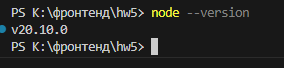 PS K:\фронтенд\hw5> node --version
v20.10.0
PS K:\фронтенд\hw5>